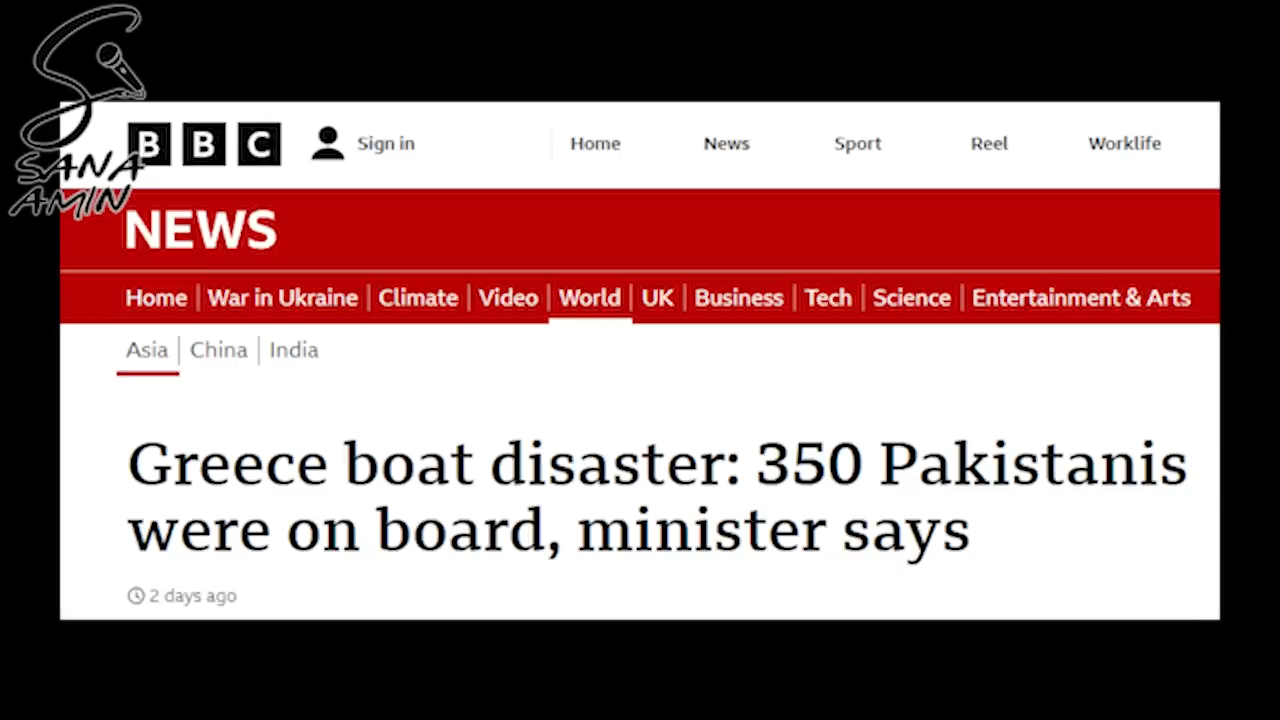 SANA
AMIN
BBC Sign in Home News Sport Reel Worklife
NEWS
Home War in Ukraine Climate Video World UK Business Tech Science Entertainment & Arts
Asia China India
Greece boat disaster: 350 Pakistanis
were on board, minister says
2 days ago